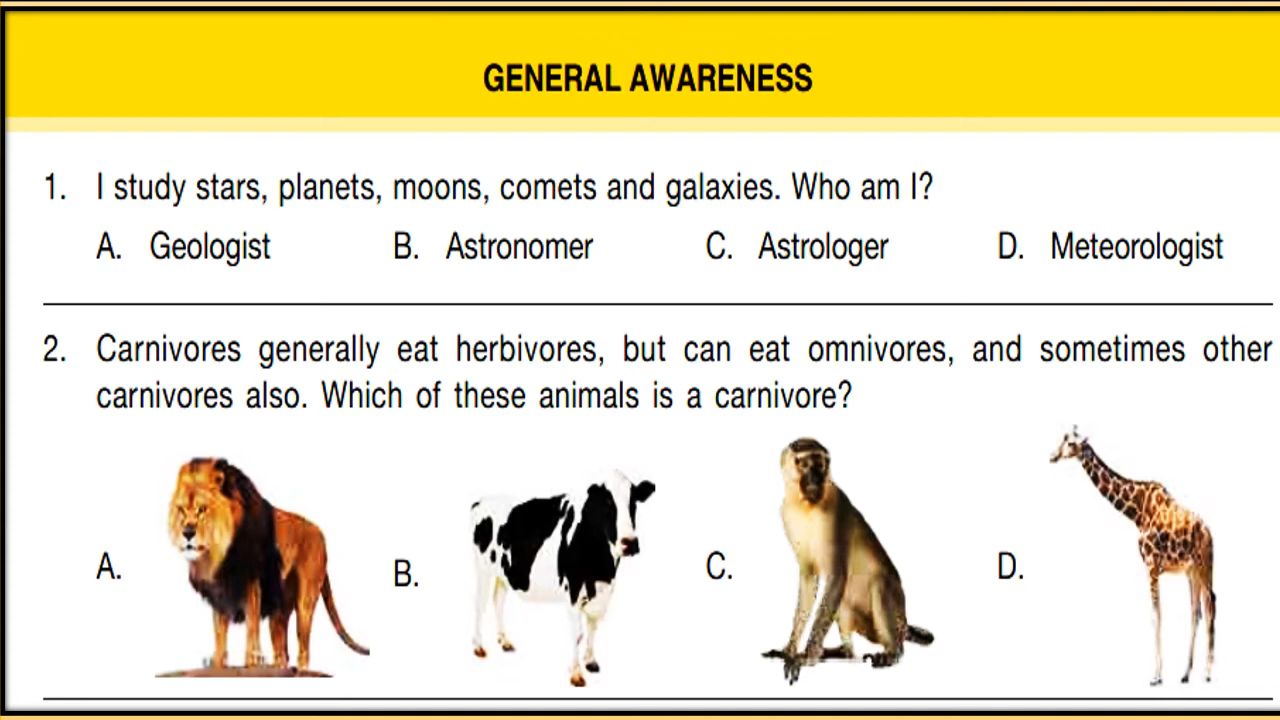 GENERAL AWARENESS
1. I study stars, planets, moons, comets and galaxies. Who am I?
A. Geologist B. Astronomer C. Astrologer D. Meteorologist
2. Carnivores generally eat herbivores, but can eat omnivores, and sometimes other
carnivores also. Which of these animals is a carnivore?
A. B. C. D.